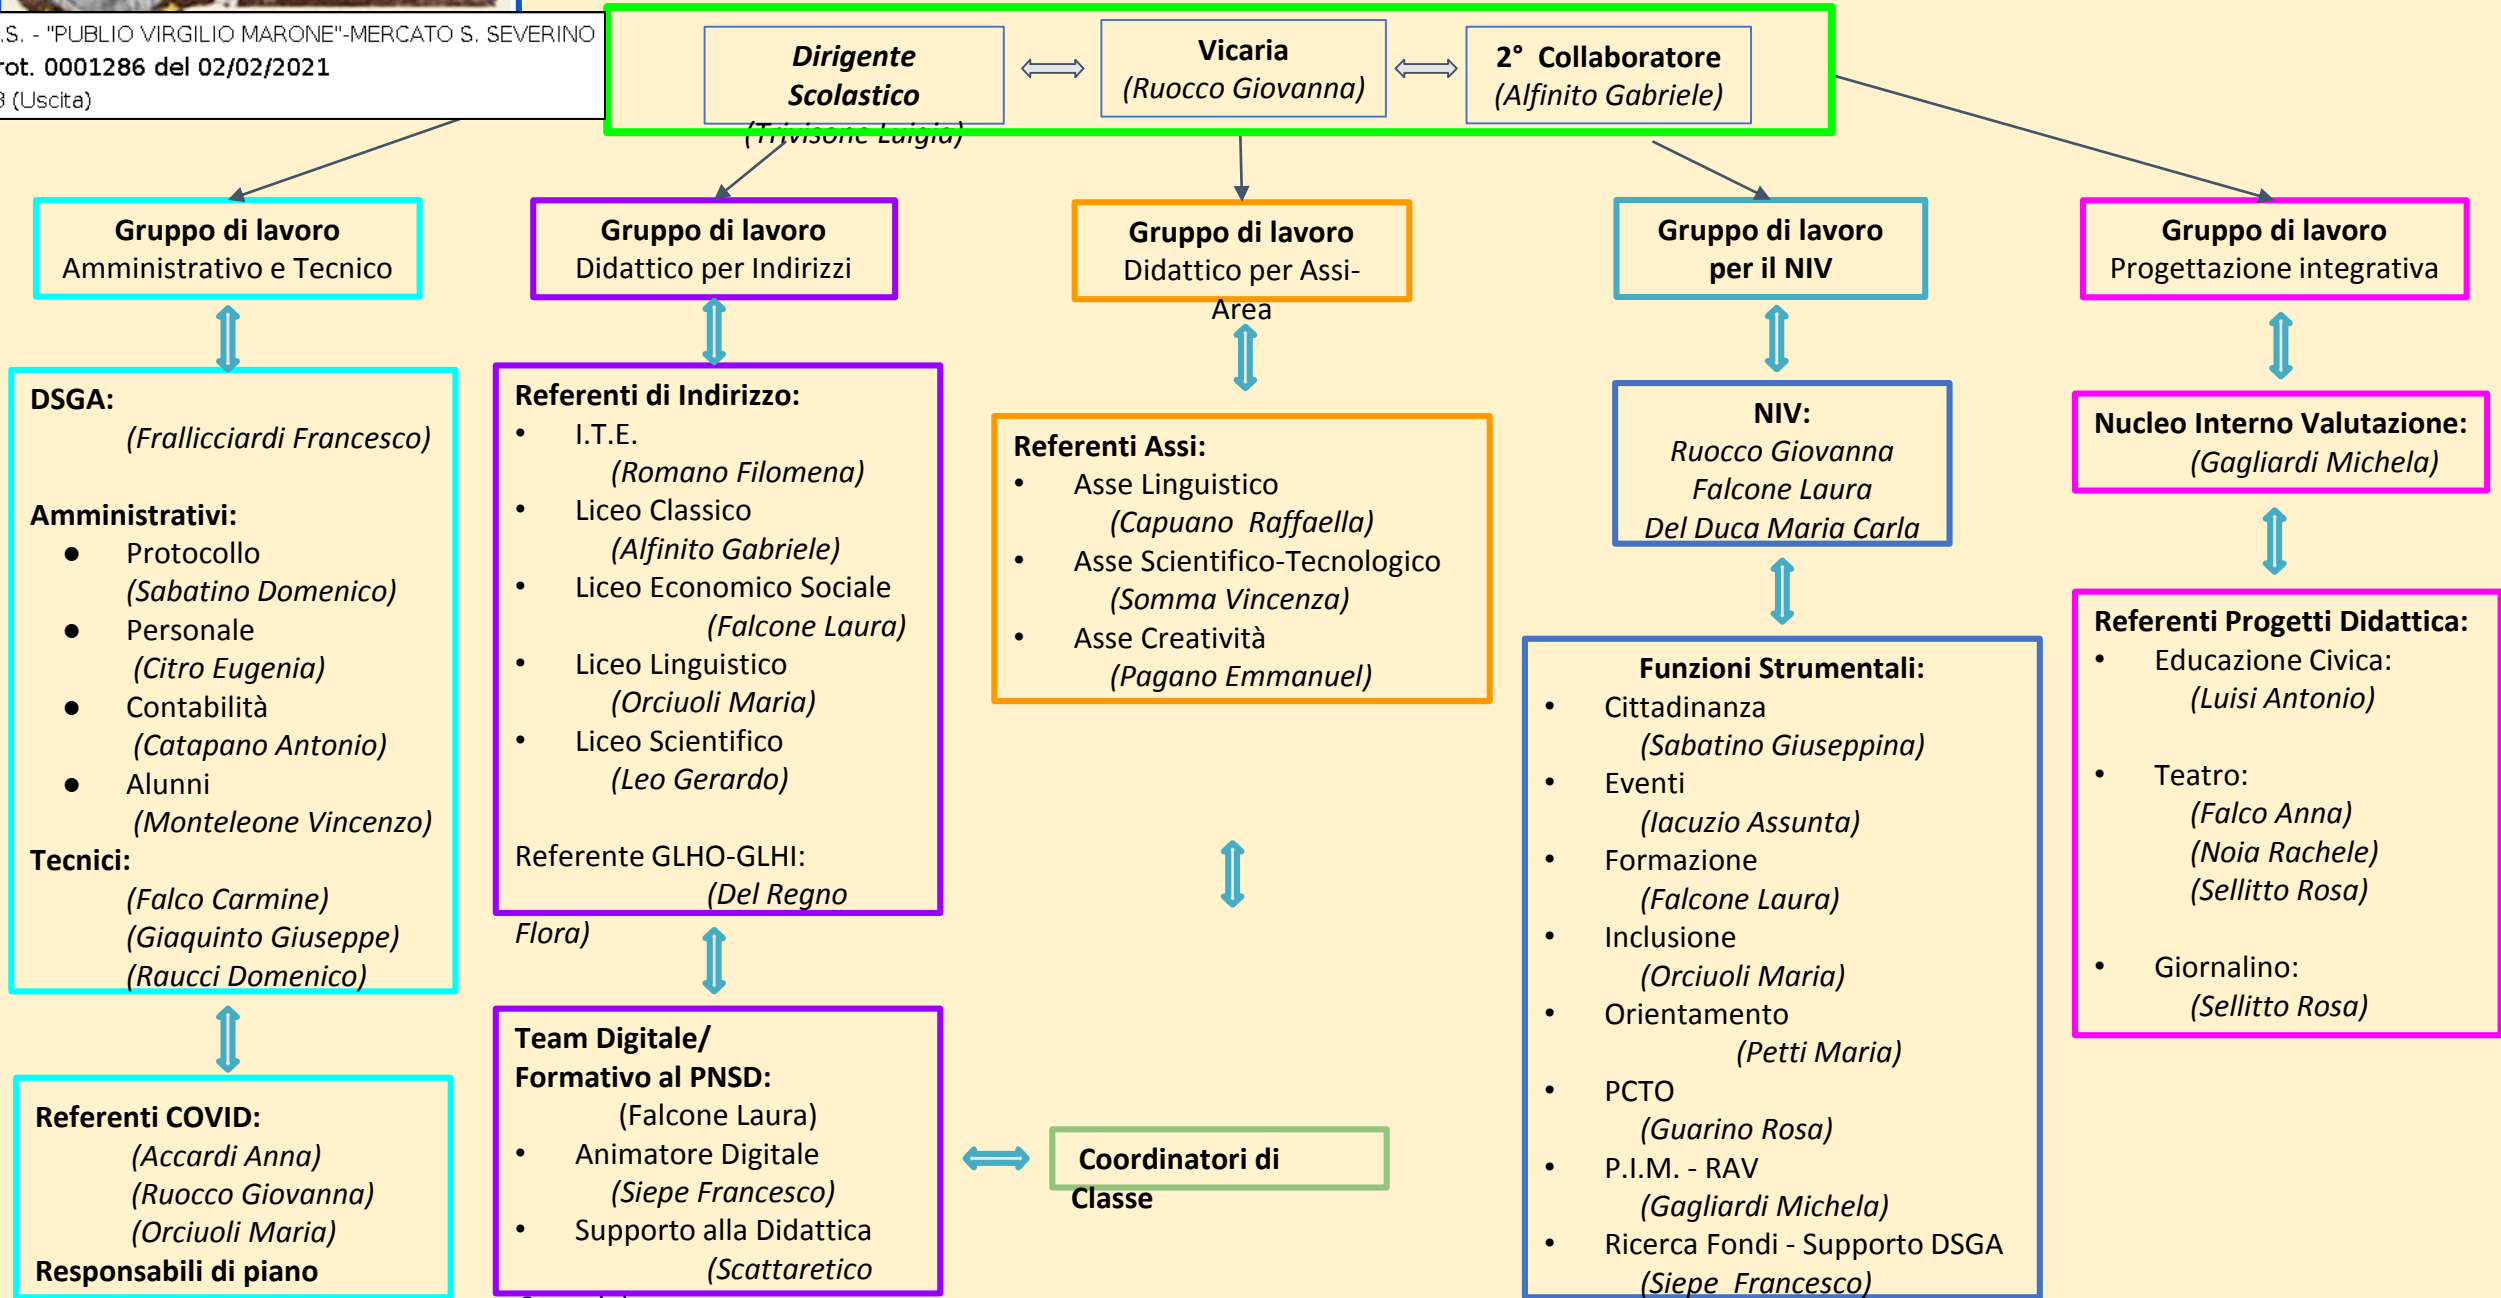 .S. - "PUBLIO VIRGILIO MARONE"-MERCATO S. SEVERINO
rot. 0001286 del 02/02/2021
(Uscita)
Dirigente
Scolastico
(Trivisone Luigia)
Vicaria
(Ruocco Giovanna)
2° Collaboratore
(Alfinito Gabriele)
Gruppo di lavoro
Amministrativo e Tecnico
Gruppo di lavoro
Didattico per Indirizzi
Gruppo di lavoro
Didattico per Assi-
Area
Gruppo di lavoro
per il NIV
Gruppo di lavoro
Progettazione integrativa
DSGA:
(Frallicciardi Francesco)
Amministrativi:
● Protocollo
(Sabatino Domenico)
● Personale
(Citro Eugenia)
● Contabilità
(Catapano Antonio)
● Alunni
(Monteleone Vincenzo)
Tecnici:
(Falco Carmine)
(Giaquinto Giuseppe)
(Raucci Domenico)
Referenti COVID:
(Accardi Anna)
(Ruocco Giovanna)
(Orciuoli Maria)
Responsabili di piano
Referenti di Indirizzo:
• I.T.E.
(Romano Filomena)
• Liceo Classico
(Alfinito Gabriele)
• Liceo Economico Sociale
(Falcone Laura)
• Liceo Linguistico
(Orciuoli Maria)
• Liceo Scientifico
(Leo Gerardo)
Referente GLHO-GLHI:
(Del Regno
Flora)
Team Digitale/
Formativo al PNSD:
(Falcone Laura)
• Animatore Digitale
(Siepe Francesco)
• Supporto alla Didattica
(Scattaretico
Referenti Assi:
• Asse Linguistico
(Capuano Raffaella)
• Asse Scientifico-Tecnologico
(Somma Vincenza)
• Asse Creatività
(Pagano Emmanuel)
Coordinatori di
Classe
NIV:
Ruocco Giovanna
Falcone Laura
Del Duca Maria Carla
Funzioni Strumentali:
• Cittadinanza
(Sabatino Giuseppina)
• Eventi
(Iacuzio Assunta)
• Formazione
(Falcone Laura)
• Inclusione
(Orciuoli Maria)
• Orientamento
(Petti Maria)
• PCTO
(Guarino Rosa)
• P.I.M. - RAV
(Gagliardi Michela)
• Ricerca Fondi - Supporto DSGA
(Siepe Francesco)
Nucleo Interno Valutazione:
(Gagliardi Michela)
Referenti Progetti Didattica:
• Educazione Civica:
(Luisi Antonio)
• Teatro:
(Falco Anna)
(Noia Rachele)
(Sellitto Rosa)
• Giornalino:
(Sellitto Rosa)